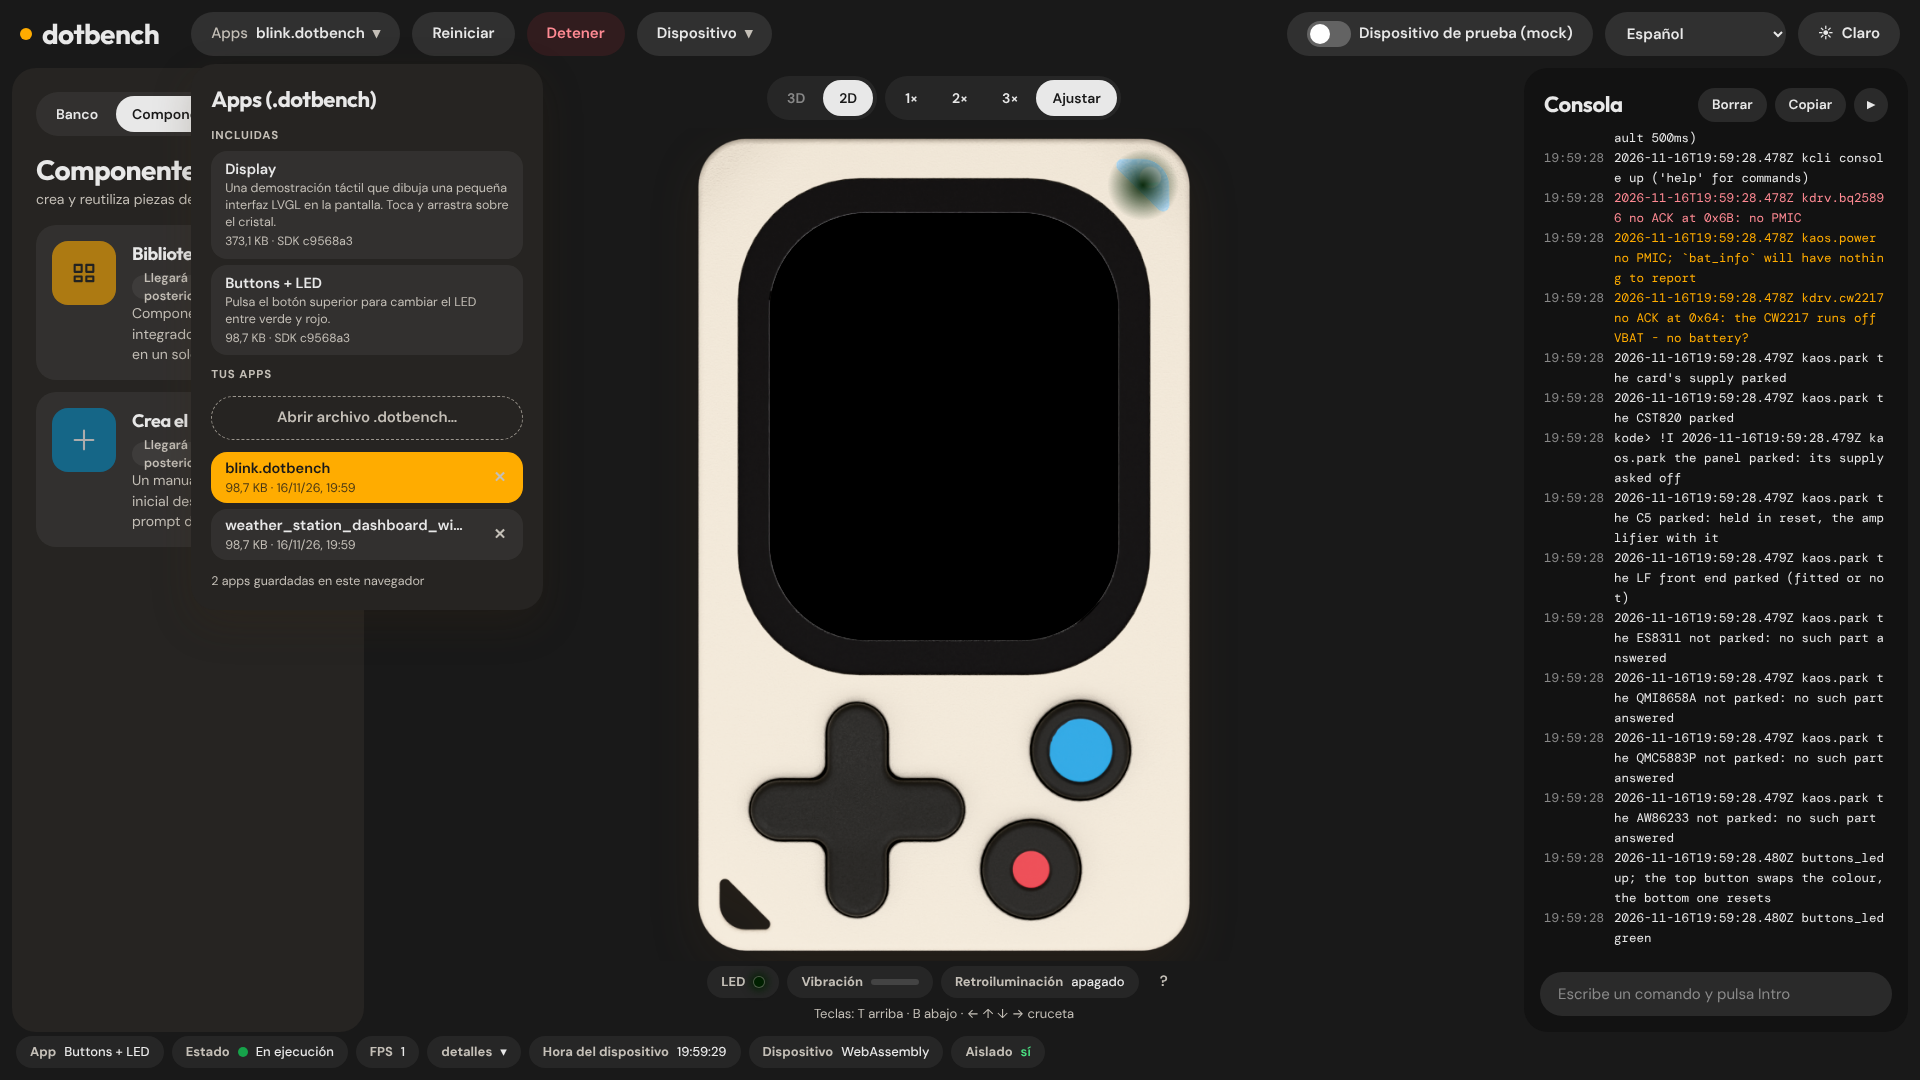 dotbench
Apps blink.dotbench ▾
Reiniciar
Detener
Dispositivo ▾
Dispositivo de prueba (mock)
Español
☀ Claro
Banco
Compon
Componente
crea y reutiliza piezas de
Bibliote
Llegará
posterio
Compone
integrado
en un sol
Crea el
Llegará
posterio
Un manua
inicial des
prompt d
Apps (.dotbench)
INCLUIDAS
Display
Una demostración táctil que dibuja una pequeña
interfaz LVGL en la pantalla. Toca y arrastra sobre
el cristal.
373,1 KB · SDK c9568a3
Buttons + LED
Pulsa el botón superior para cambiar el LED
entre verde y rojo.
98,7 KB · SDK c9568a3
TUS APPS
Abrir archivo .dotbench...
blink.dotbench
98,7 KB · 16/11/26, 19:59
×
weather_station_dashboard_wi...
98,7 KB · 16/11/26, 19:59
×
2 apps guardadas en este navegador
3D
2D
1×
2×
3×
Ajustar
LED
Vibración
Retroiluminación apagado
?
Teclas: T arriba · B abajo · ← ↑ ↓ → cruceta
Consola
Borrar
Copiar
▶
ault 500ms)
19:59:28 2026-11-16T19:59:28.478Z kcli consol
e up ('help' for commands)
19:59:28 2026-11-16T19:59:28.478Z kdrv.bq2589
6 no ACK at 0x6B: no PMIC
19:59:28 2026-11-16T19:59:28.478Z kaos.power
no PMIC; `bat_info` will have nothin
g to report
19:59:28 2026-11-16T19:59:28.478Z kdrv.cw2217
no ACK at 0x64: the CW2217 runs off
VBAT - no battery?
19:59:28 2026-11-16T19:59:28.479Z kaos.park t
he card's supply parked
19:59:28 2026-11-16T19:59:28.479Z kaos.park t
he CST820 parked
19:59:28 kode> !I 2026-11-16T19:59:28.479Z ka
os.park the panel parked: its supply
asked off
19:59:28 2026-11-16T19:59:28.479Z kaos.park t
he C5 parked: held in reset, the amp
lifier with it
19:59:28 2026-11-16T19:59:28.479Z kaos.park t
he LF front end parked (fitted or no
t)
19:59:28 2026-11-16T19:59:28.479Z kaos.park t
he ES8311 not parked: no such part a
nswered
19:59:28 2026-11-16T19:59:28.479Z kaos.park t
he QMI8658A not parked: no such part
answered
19:59:28 2026-11-16T19:59:28.479Z kaos.park t
he QMC5883P not parked: no such part
answered
19:59:28 2026-11-16T19:59:28.479Z kaos.park t
he AW86233 not parked: no such part
answered
19:59:28 2026-11-16T19:59:28.480Z buttons_led
up; the top button swaps the colour,
the bottom one resets
19:59:28 2026-11-16T19:59:28.480Z buttons_led
green
Escribe un comando y pulsa Intro
App Buttons + LED
Estado En ejecución
FPS 1
detalles ▾
Hora del dispositivo 19:59:29
Dispositivo WebAssembly
Aislado sí